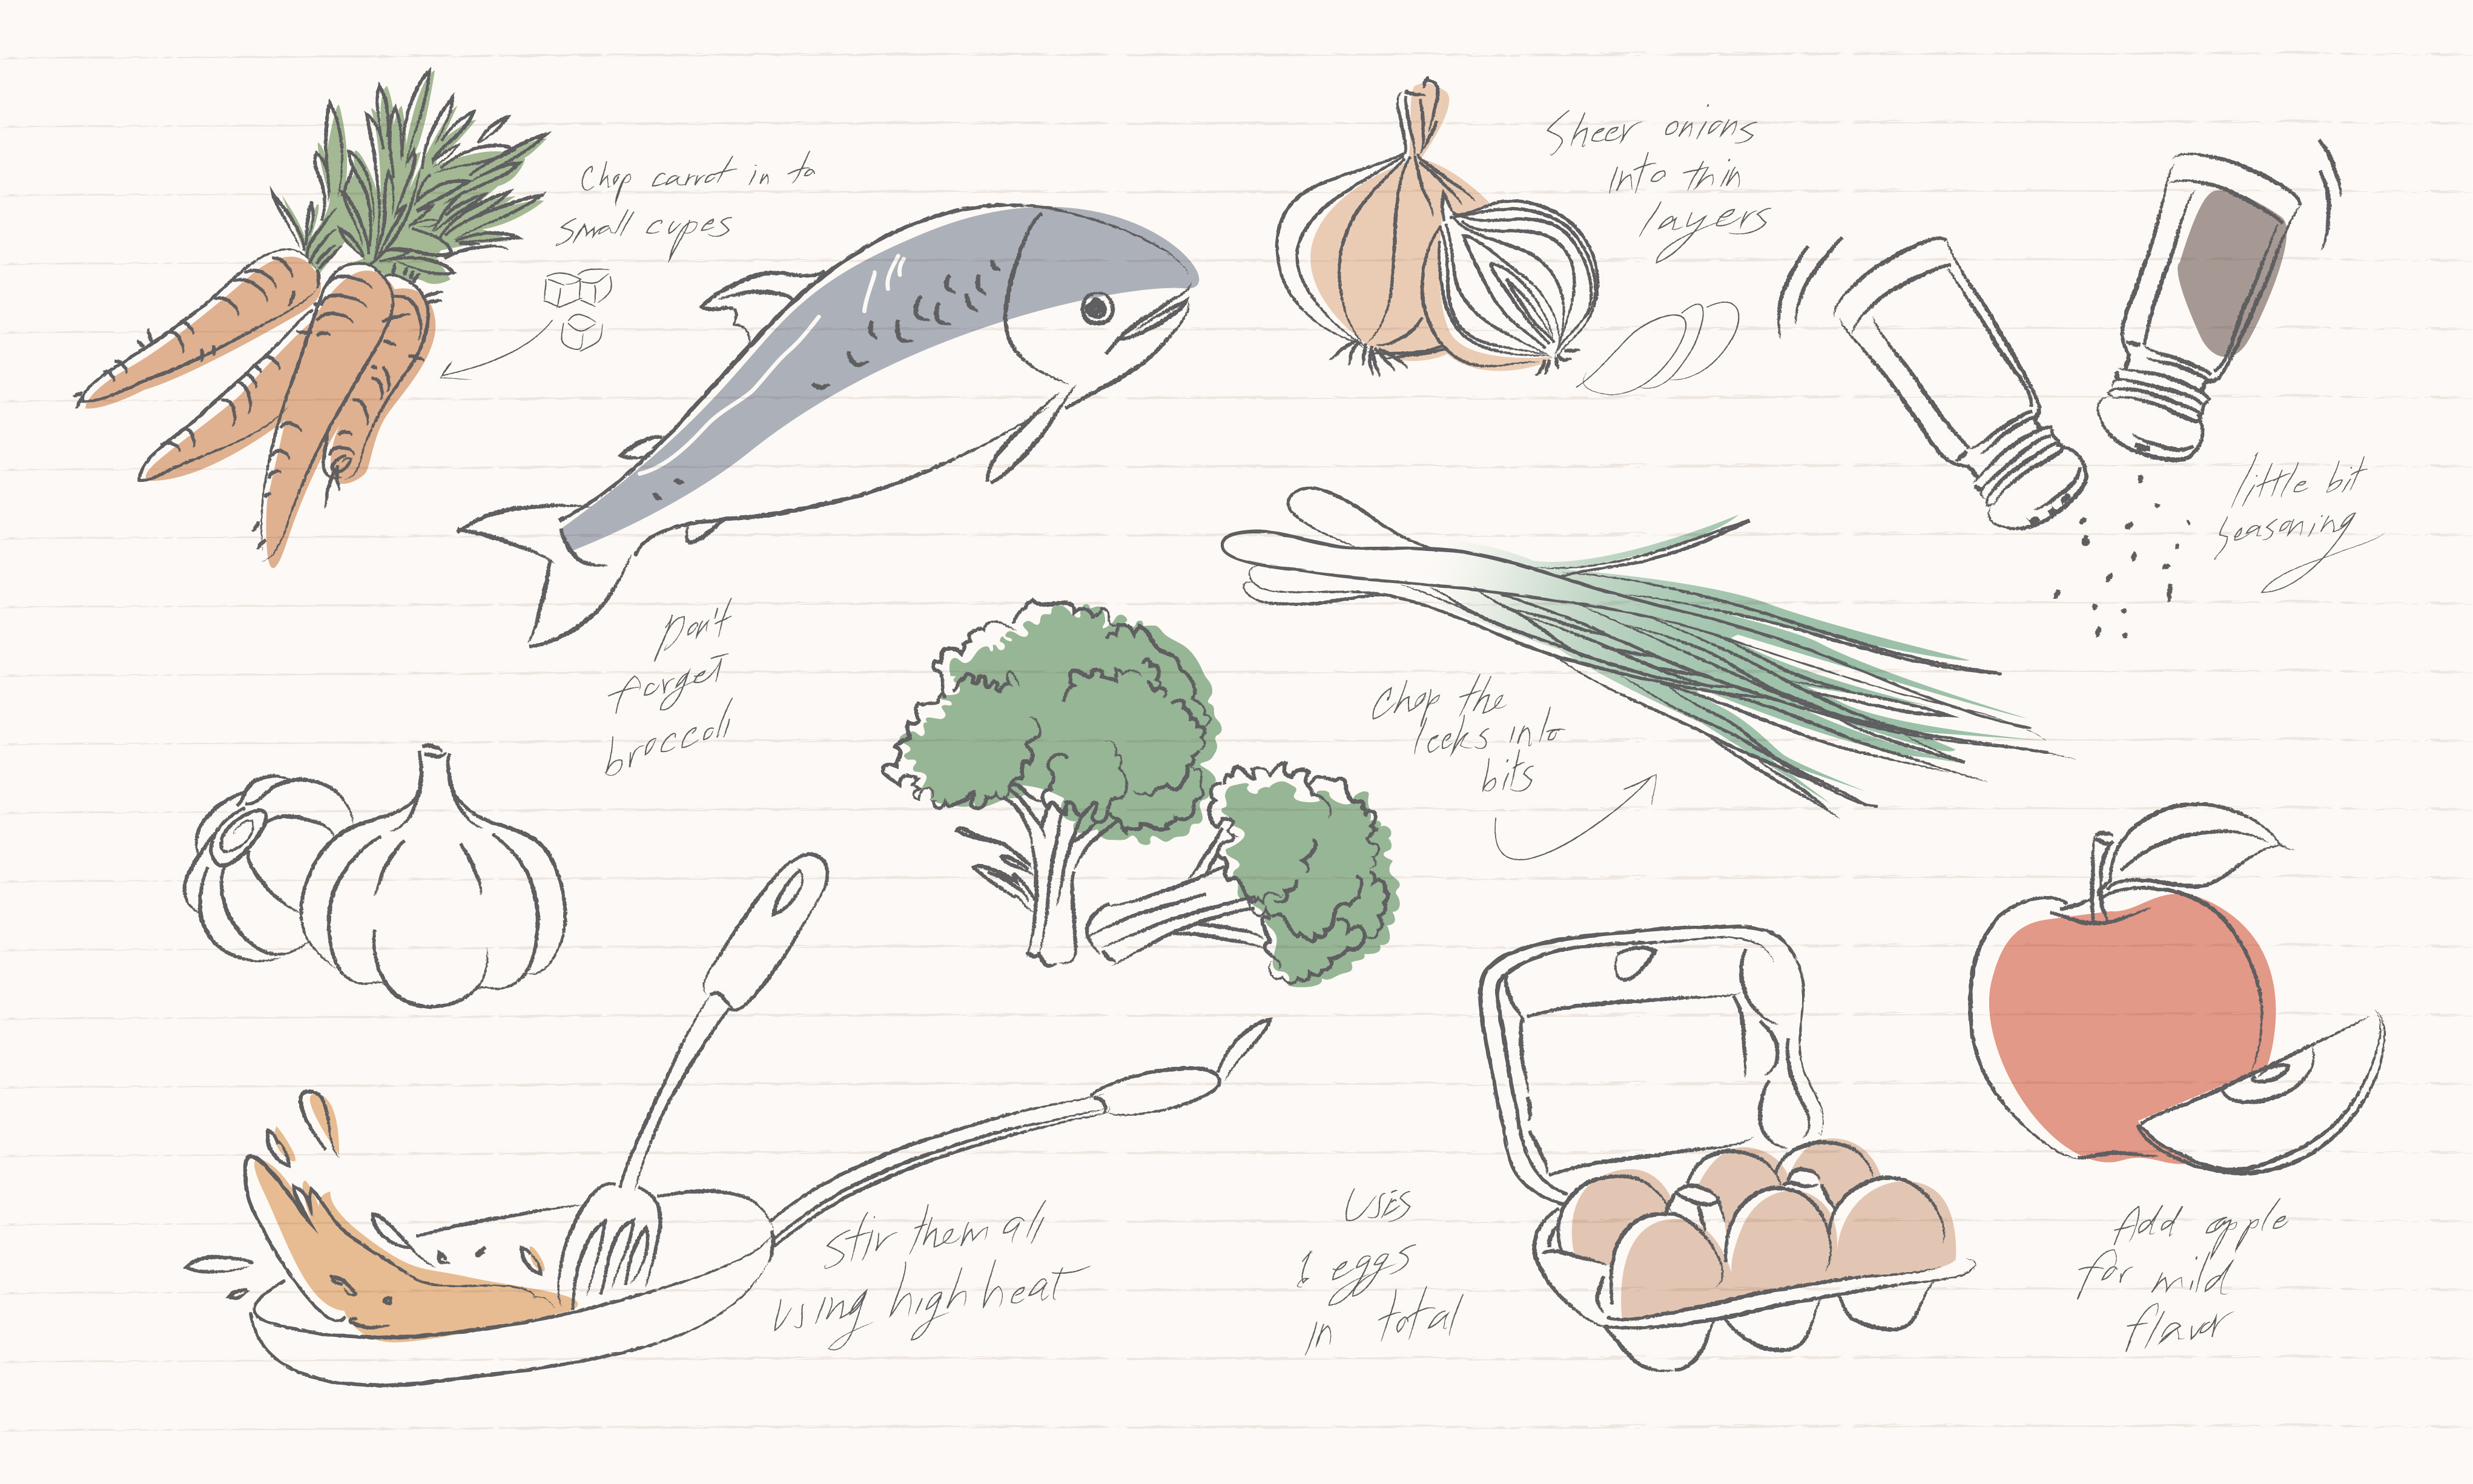 Chop carrot in to
small cupes
Sheer onions
Into thin
layers
little bit
seasoning
Don't
forget
broccoli
Chop the
leeks into
bits
Stir them all
using high heat
USES
6 eggs
in total
Add apple
for mild
flavor